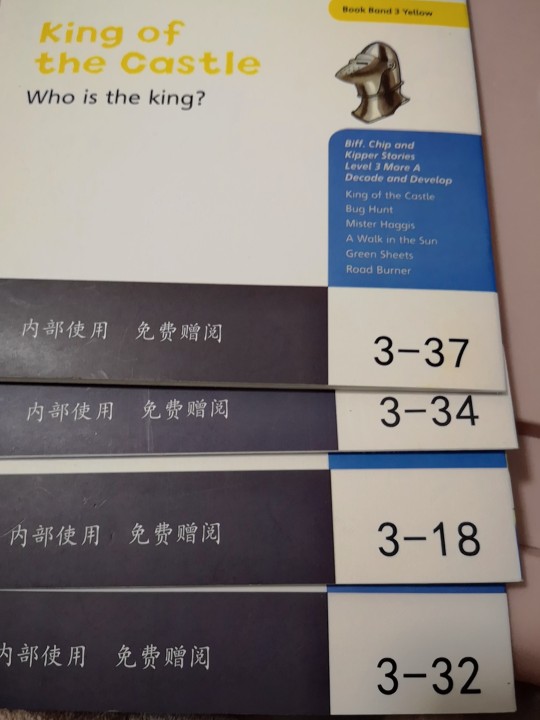 Book Band 3 Yellow
King of
the Castle
Who is the king?
Biff, Chip and
Kipper Stories
Level 3 More A
Decode and Develop
King of the Castle
Bug Hunt
Mister Haggis
A Walk in the Sun
Green Sheets
Road Burner
内部使用 免费赠阅
3-37
内部使用 免费赠阅
3-34
内部使用 免费赠阅
3-18
内部使用 免费赠阅
3-32